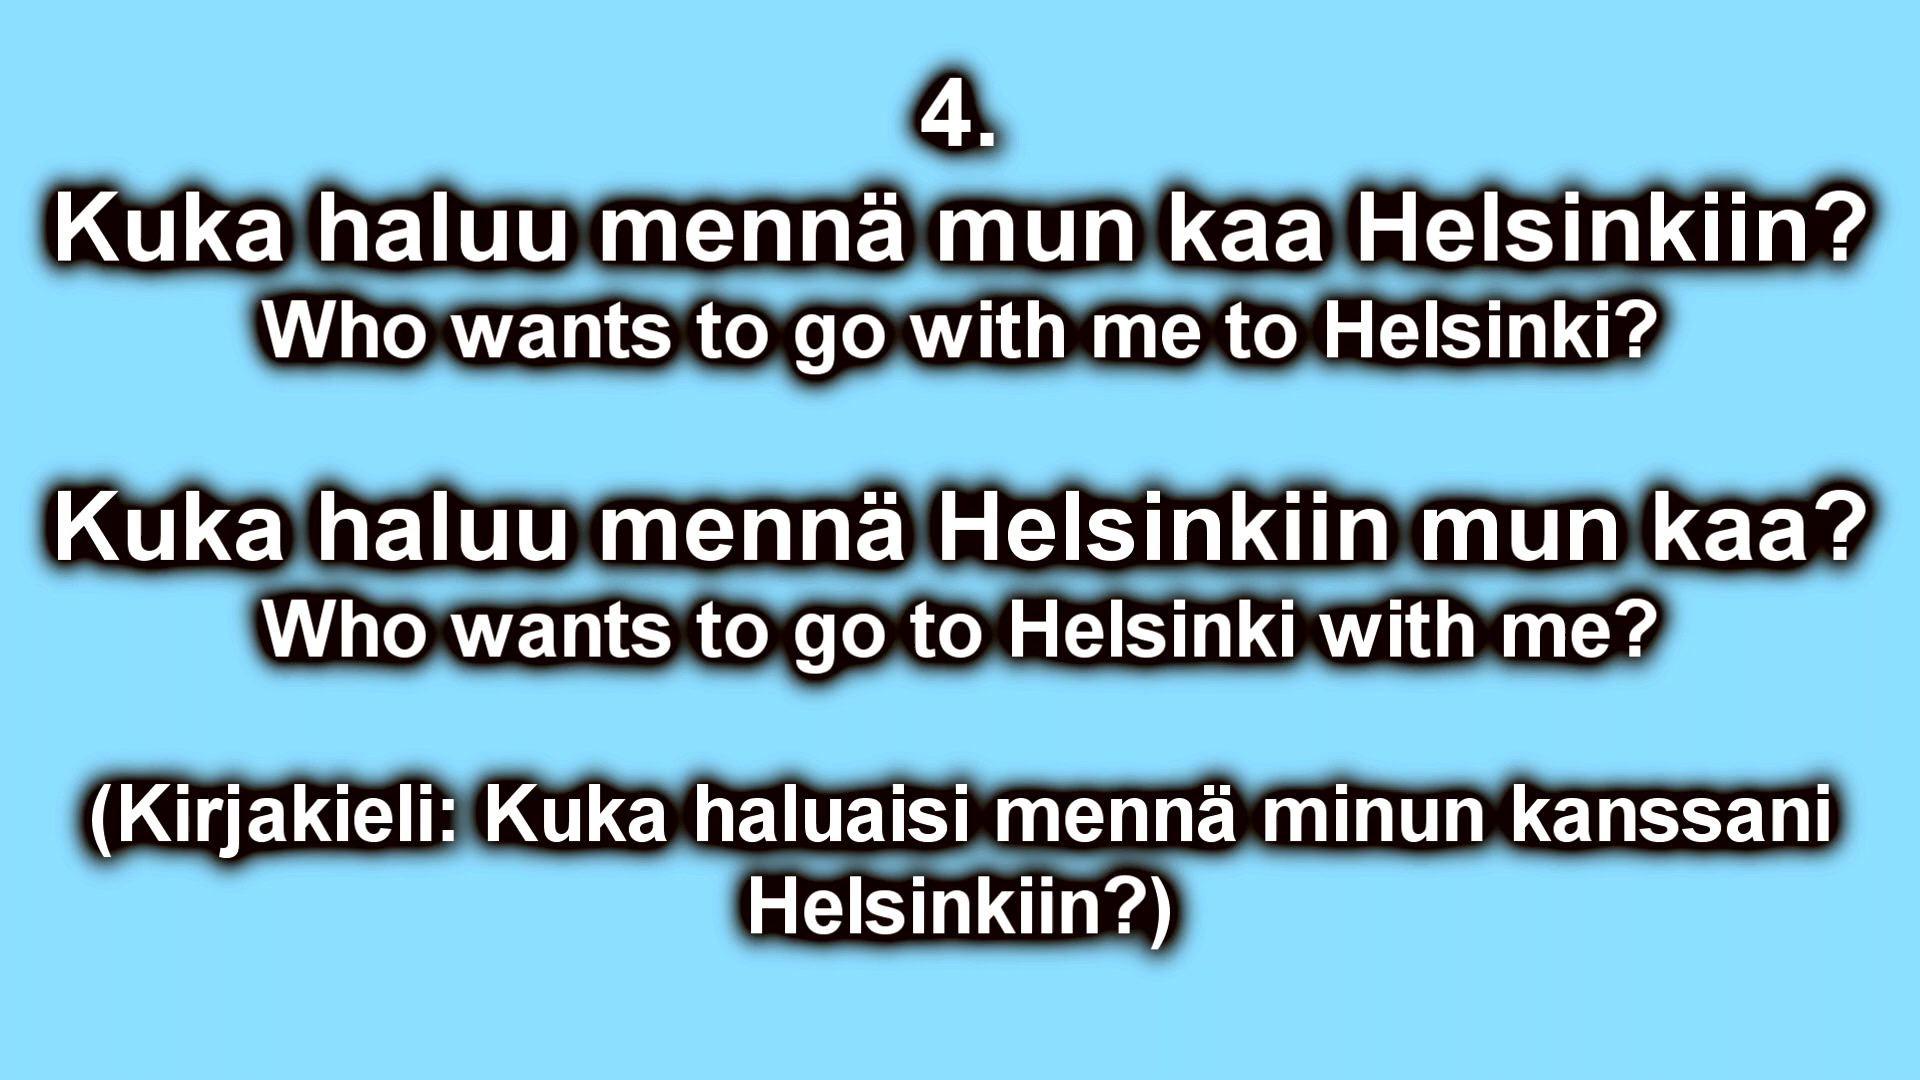 4.
Kuka haluu mennä mun kaa Helsinkiin?
Who wants to go with me to Helsinki?
Kuka haluu mennä Helsinkiin mun kaa?
Who wants to go to Helsinki with me?
(Kirjakieli: Kuka haluaisi mennä minun kanssani
Helsinkiin?)